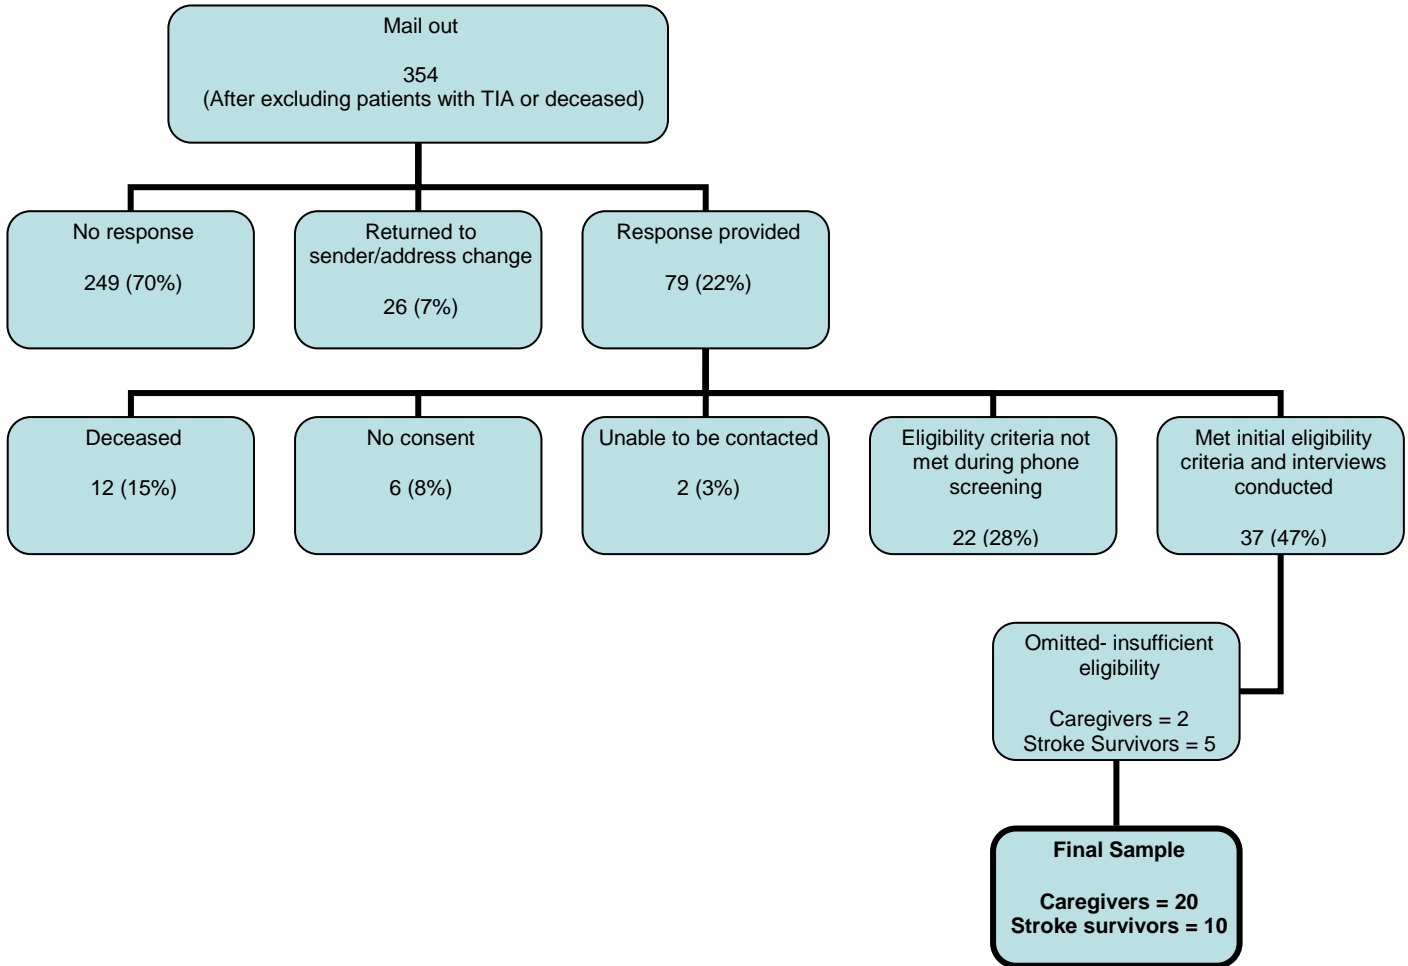 Mail out
354
(After excluding patients with TIA or deceased)
No response
249 (70%)
Returned to
sender/address change
26 (7%)
Response provided
79 (22%)
Deceased
12 (15%)
No consent
6 (8%)
Unable to be contacted
2 (3%)
Eligibility criteria not
met during phone
screening
22 (28%)
Met initial eligibility
criteria and interviews
conducted
37 (47%)
Omitted- insufficient
eligibility
Caregivers = 2
Stroke Survivors = 5
Final Sample
Caregivers = 20
Stroke survivors = 10